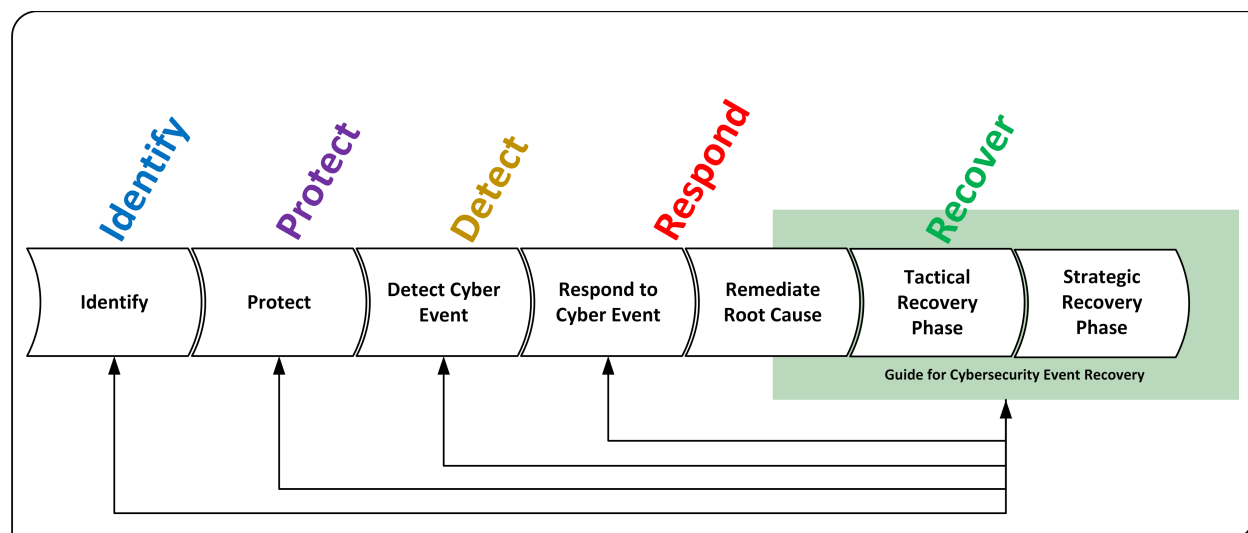 Identify
Protect
Detect
Respond
Recover
Identify
Protect
Detect Cyber
Event
Respond to
Cyber Event
Remediate
Root Cause
Tactical
Recovery
Phase
Strategic
Recovery
Phase
Guide for Cybersecurity Event Recovery